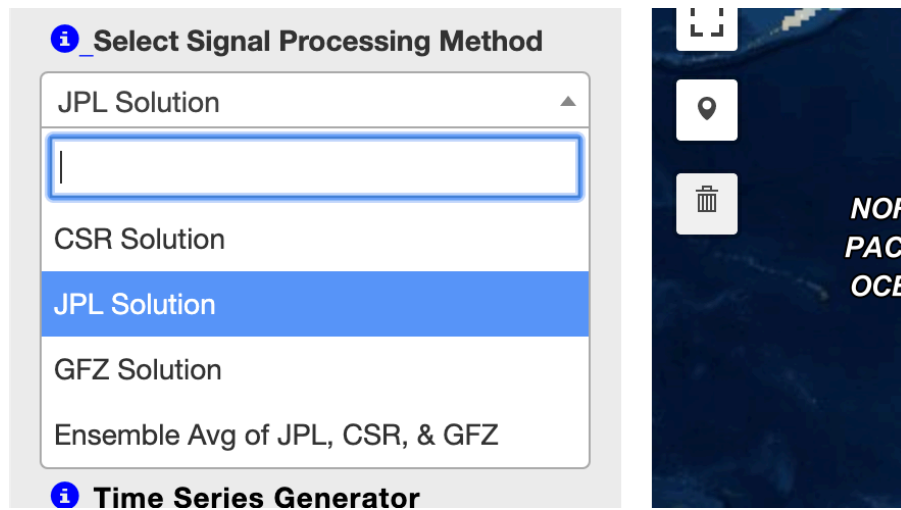 Select Signal Processing Method
JPL Solution
CSR Solution
JPL Solution
GFZ Solution
Ensemble Avg of JPL, CSR, & GFZ
Time Series Generator